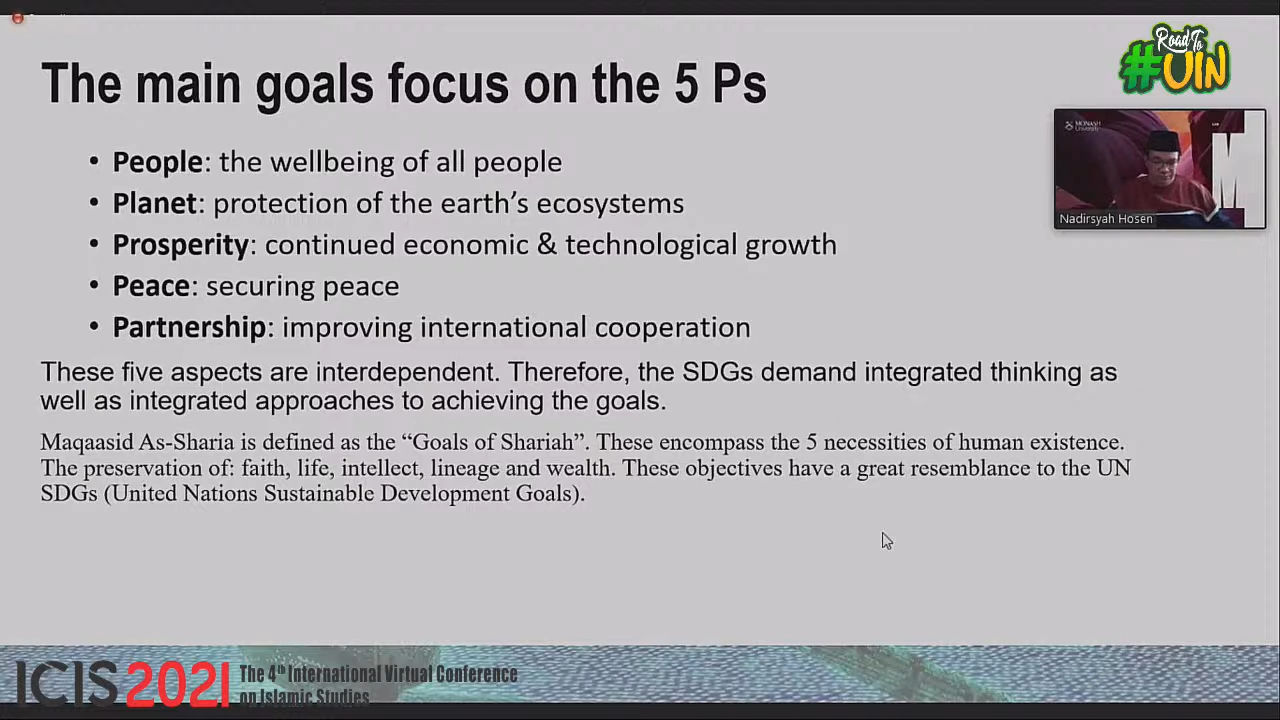 Road To
#UIN
The main goals focus on the 5 Ps
MONASH
University
M
Nadirsyah Hosen
• People: the wellbeing of all people
• Planet: protection of the earth’s ecosystems
• Prosperity: continued economic & technological growth
• Peace: securing peace
• Partnership: improving international cooperation
These five aspects are interdependent. Therefore, the SDGs demand integrated thinking as
well as integrated approaches to achieving the goals.
Maqaasid As-Sharia is defined as the “Goals of Shariah”. These encompass the 5 necessities of human existence.
The preservation of: faith, life, intellect, lineage and wealth. These objectives have a great resemblance to the UN
SDGs (United Nations Sustainable Development Goals).
ICIS 2021
The 4th International Virtual Conference
on Islamic Studies